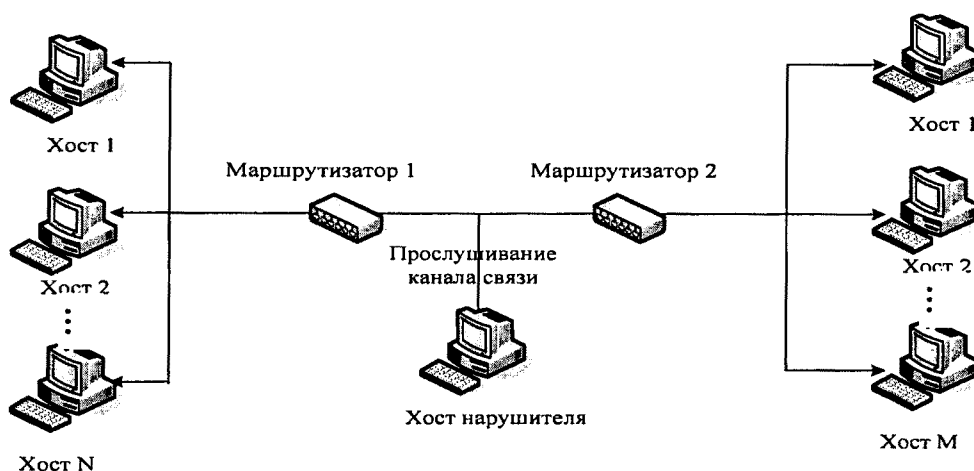 Хост 1
Хост 1
Маршрутизатор 1
Маршрутизатор 2
Хост 2
Прослушивание
канала связи
Хост 2
Хост нарушителя
Хост N
Хост M